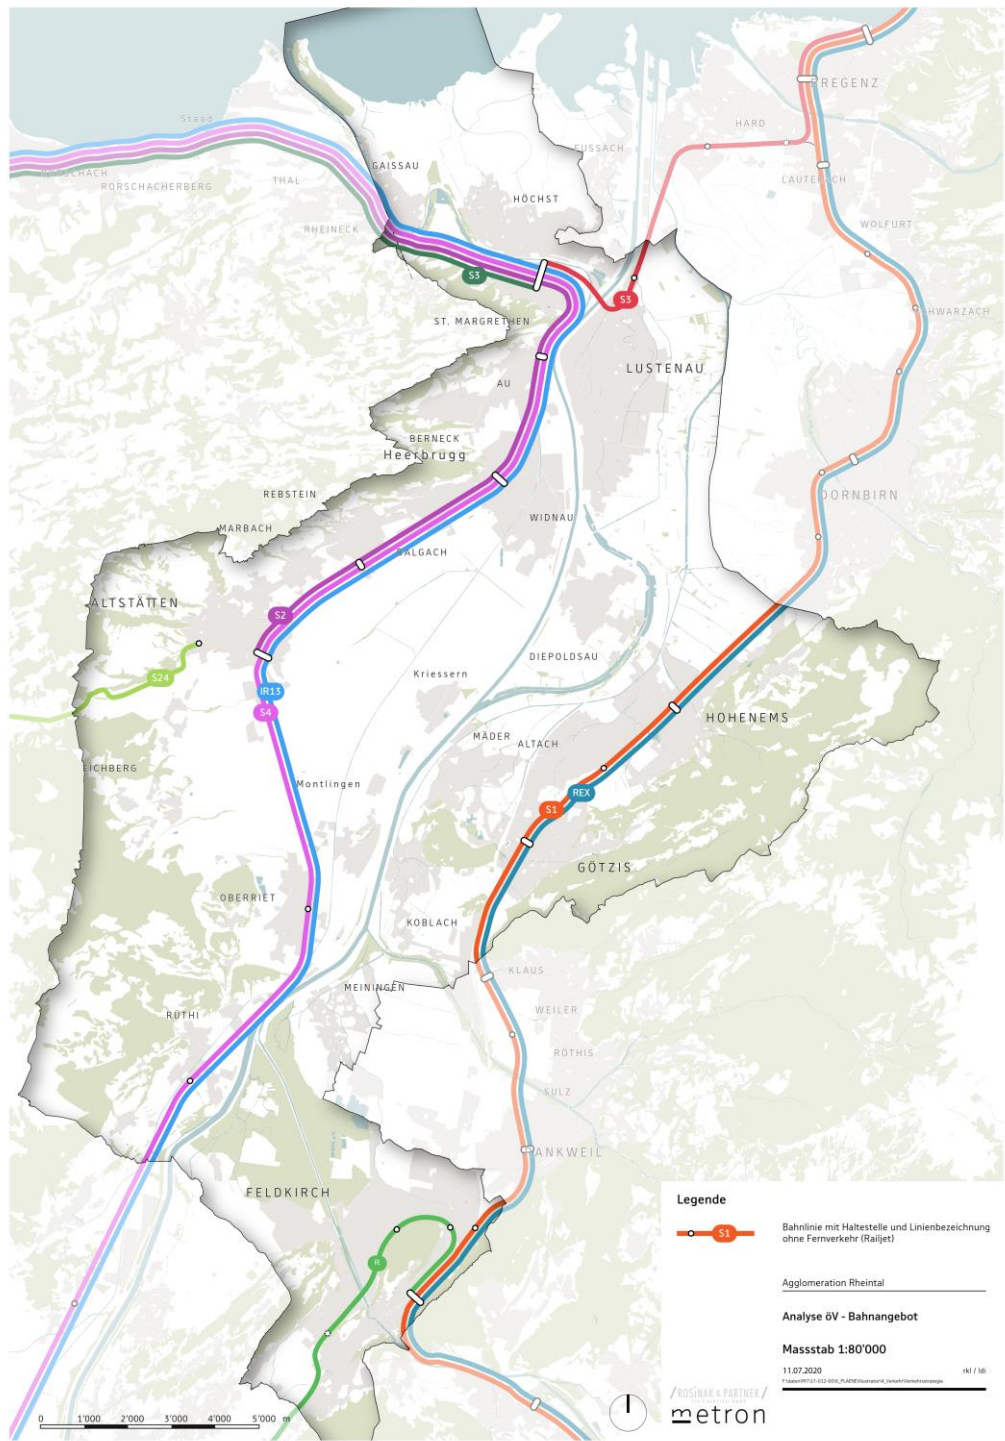 BREGENZ
HARD
Staad
FUSSACH
GAISSAU
LAUTERACH
RORSCHACHERBERG
THAL
HÖCHST
RHEINECK
WOLFURT
S3
S3
ST. MARGRETHEN
LUSTENAU
AU
BERNECK
Heerbrugg
REBSTEIN
DORNBIRN
WIDNAU
MARBACH
BALGACH
ALTSTÄTTEN
S2
DIEPOLDSAU
Kriessern
S24
IR13
S4
HOHENEMS
MÄDER
ALTACH
EICHBERG
Montlingen
REX
S1
GÖTZIS
OBERRIET
KOBLACH
KLAUS
MEININGEN
WEILER
RÜTHI
RÖTHIS
SULZ
RANKWEIL
FELDKIRCH
R
Legende
S1
Bahnlinie mit Haltestelle und Linienbezeichnung
ohne Fernverkehr (Railjet)
Agglomeration Rheintal
Analyse öV - Bahnangebot
Massstab 1:80'000
11.07.2020
rkl / ldi
/ROSINAK & PARTNER/
metron
0 1'000 2'000 3'000 4'000 5'000 m